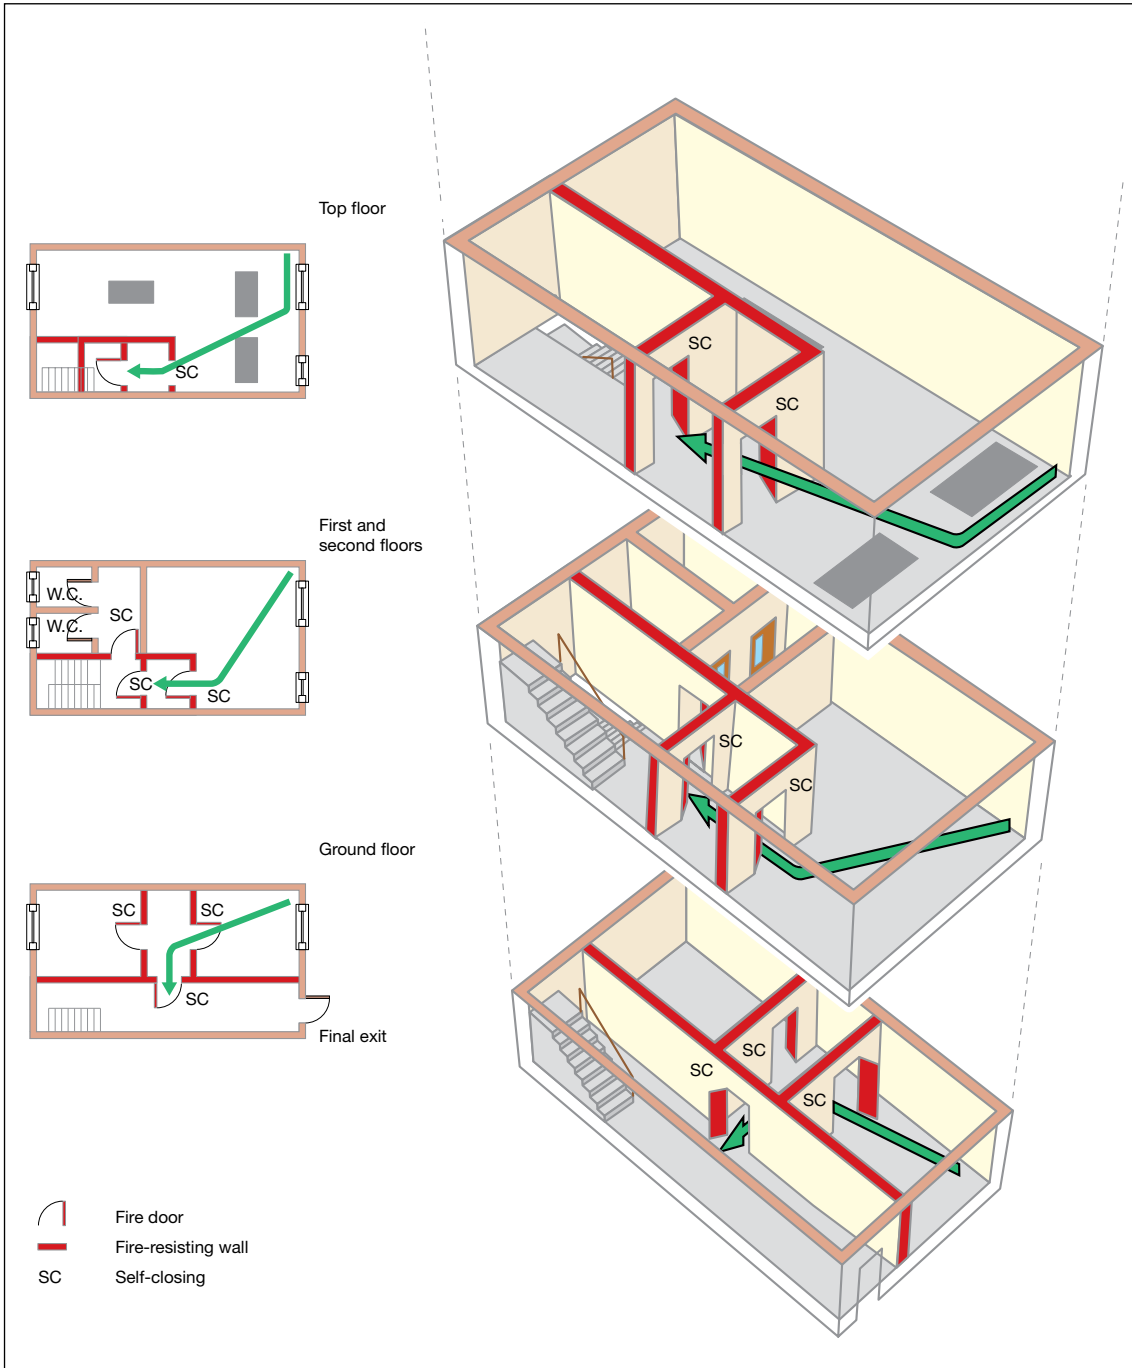 Top floor
SC
SC
SC
First and
second floors
W.C.
SC
W.C.
SC
SC
SC
SC
Ground floor
SC
SC
SC
Final exit
SC
SC
SC
Fire door
Fire-resisting wall
SC
Self-closing